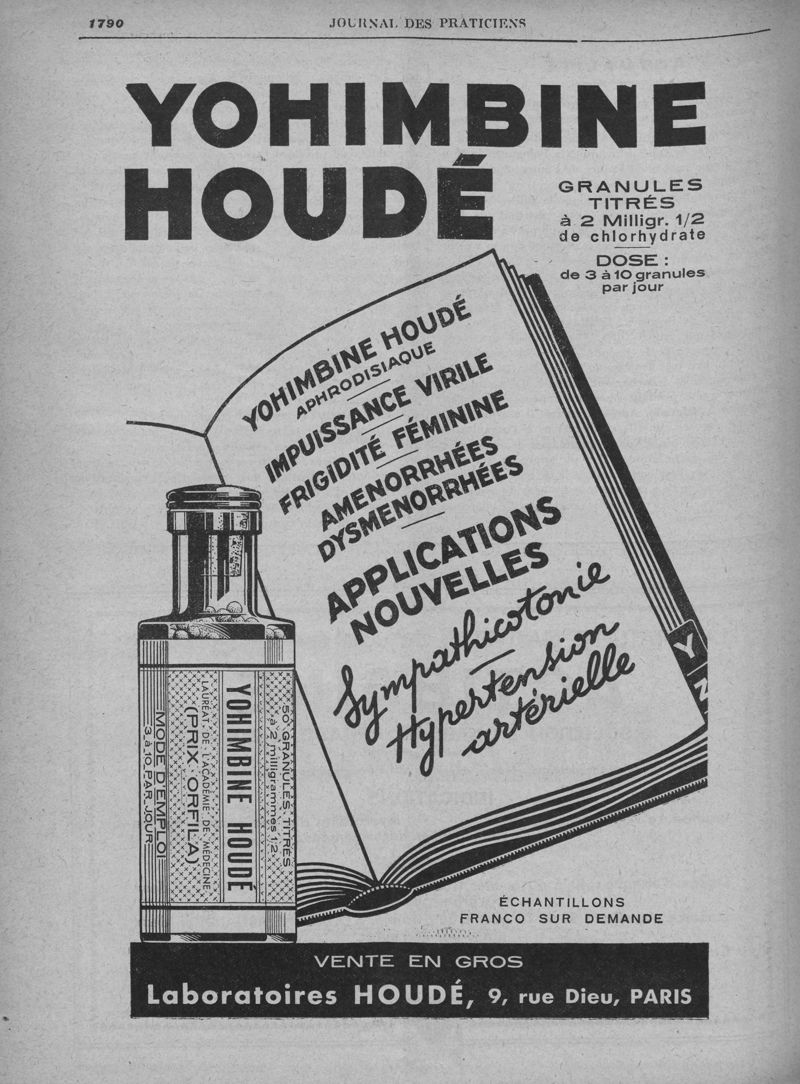 1790
JOURNAL DES PRATICIENS
YOHIMBINE
HOUDÉ
GRANULES
TITRÉS
à 2 Milligr. 1/2
de chlorhydrate
DOSE :
de 3 à 10 granules
par jour
YOHIMBINE HOUDÉ
APHRODISIAQUE
IMPUISSANCE VIRILE
FRIGIDITÉ FÉMININE
AMENORRHÉES
DYSMENORRHÉES
APPLICATIONS
NOUVELLES
Sympathicotonie
Hypertension
artérielle
Y
N
50 GRANULES TITRÉS
à 2 milligrammes 1/2
YOHIMBINE HOUDÉ
LAURÉAT DE L'ACADÉMIE DE MÉDECINE
(PRIX ORFILA)
MODE D'EMPLOI
3 à 10 PAR JOUR
ÉCHANTILLONS
FRANCO SUR DEMANDE
VENTE EN GROS
Laboratoires HOUDÉ, 9, rue Dieu, PARIS